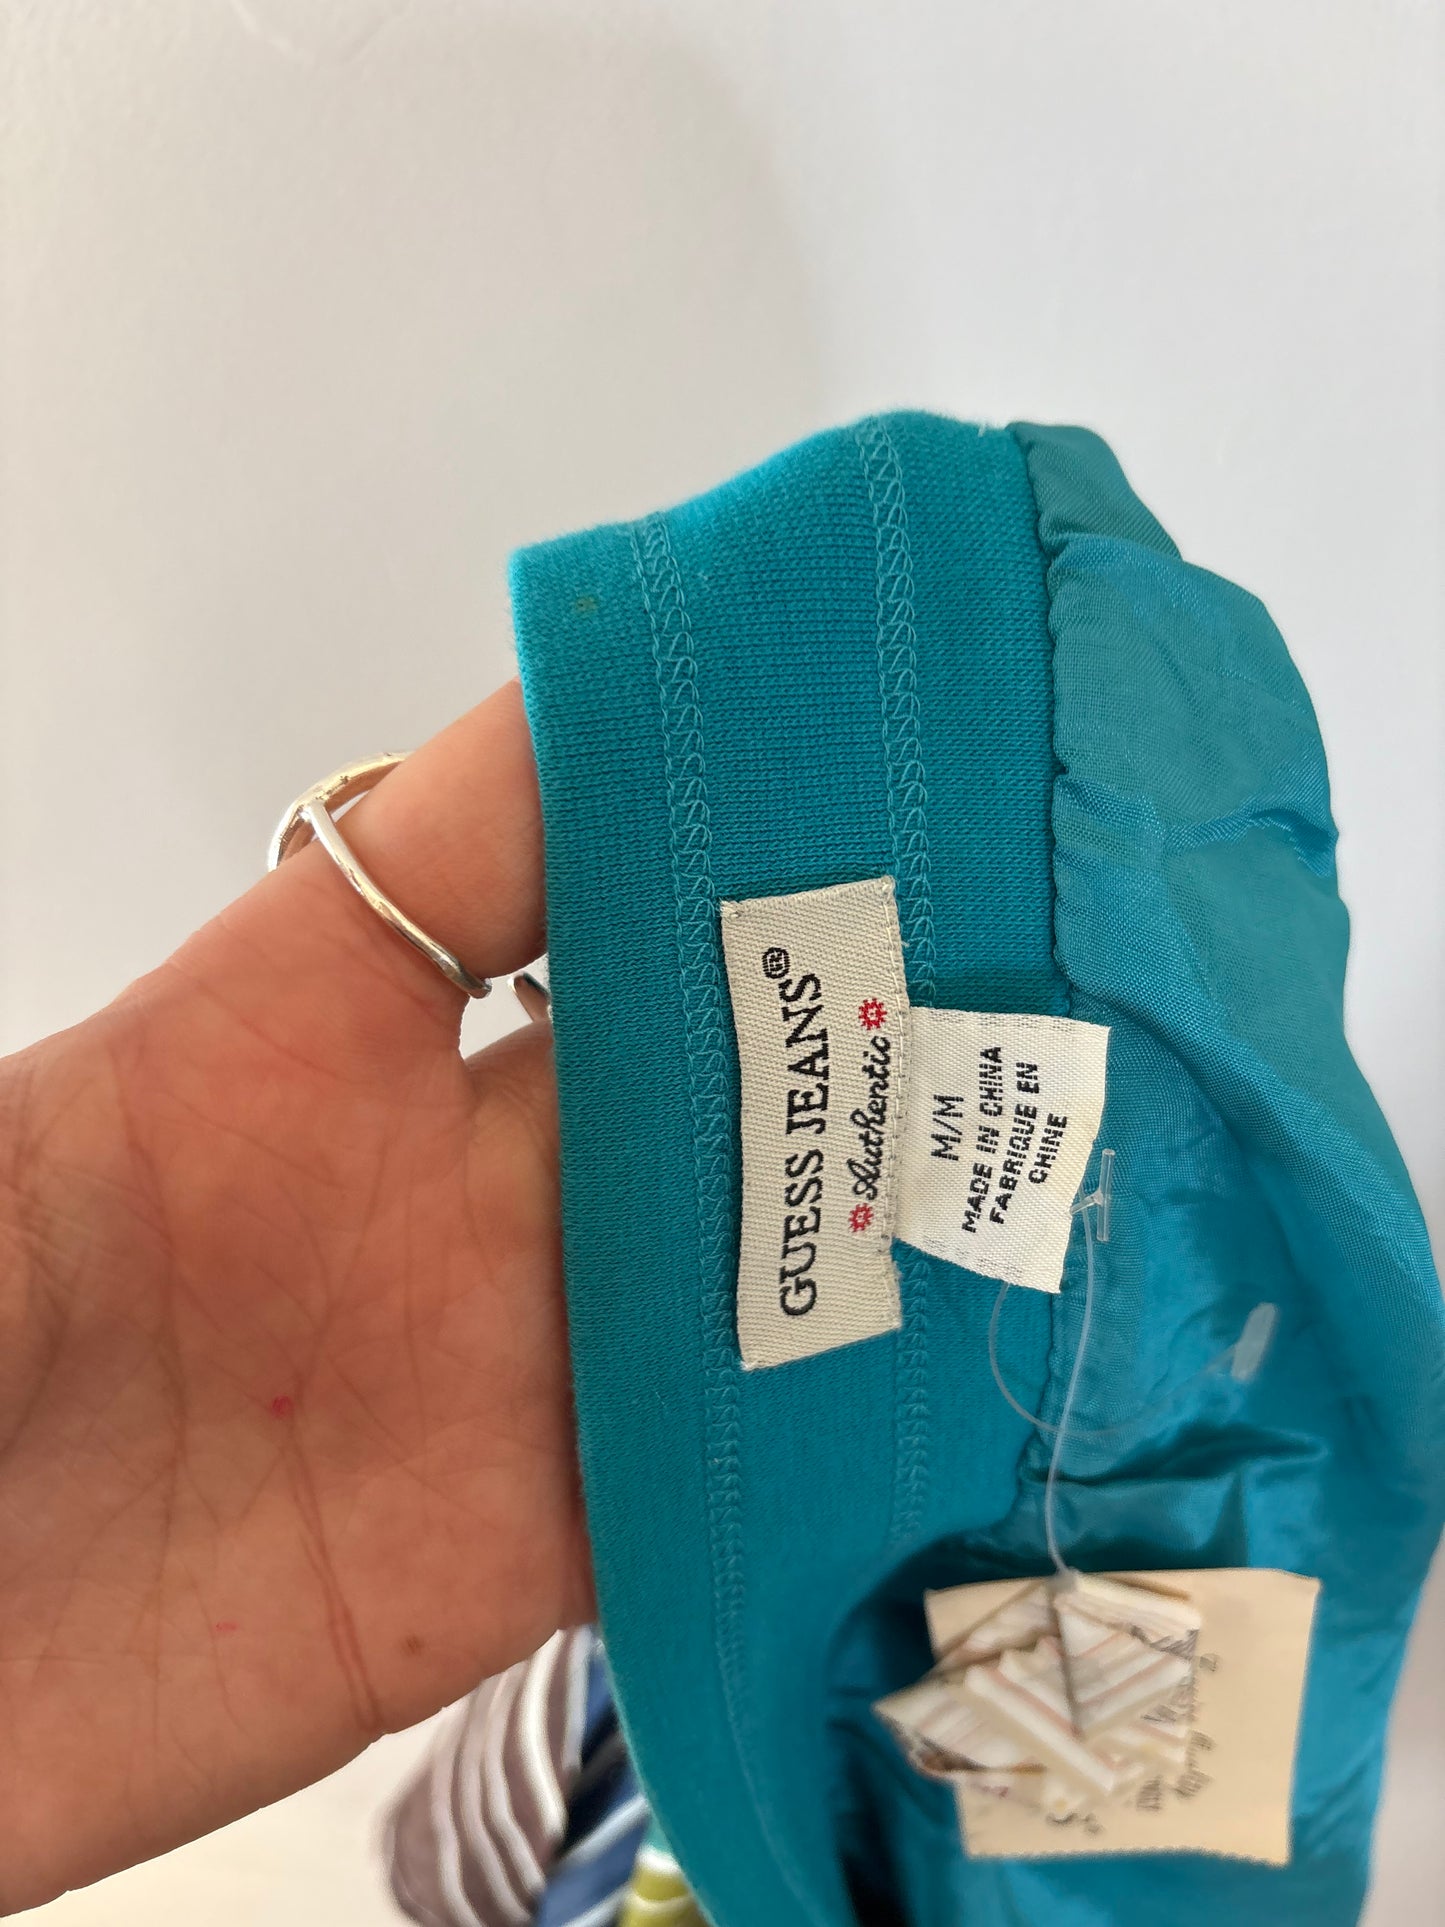 GUESS JEANS®
Authentic
M/M
MADE IN CHINA
FABRIQUE EN
CHINE